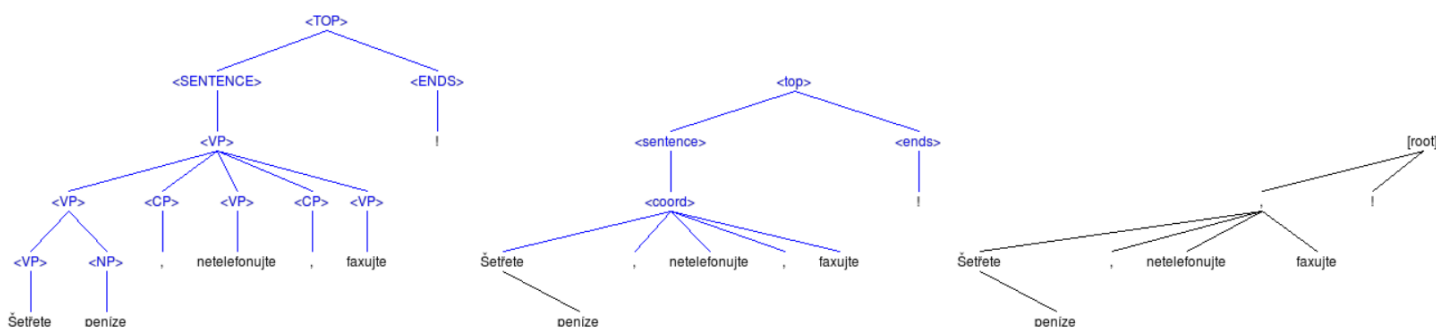 <TOP>
<SENTENCE> <ENDS> <top>
<VP> ! <sentence> <ends> [root]
<VP> <CP> <VP> <CP> <VP> <coord> ! , !
<VP> <NP> , netelefonujte , faxujte Šetřete , netelefonujte , faxujte Šetřete , netelefonujte faxujte
Šetřete peníze peníze peníze